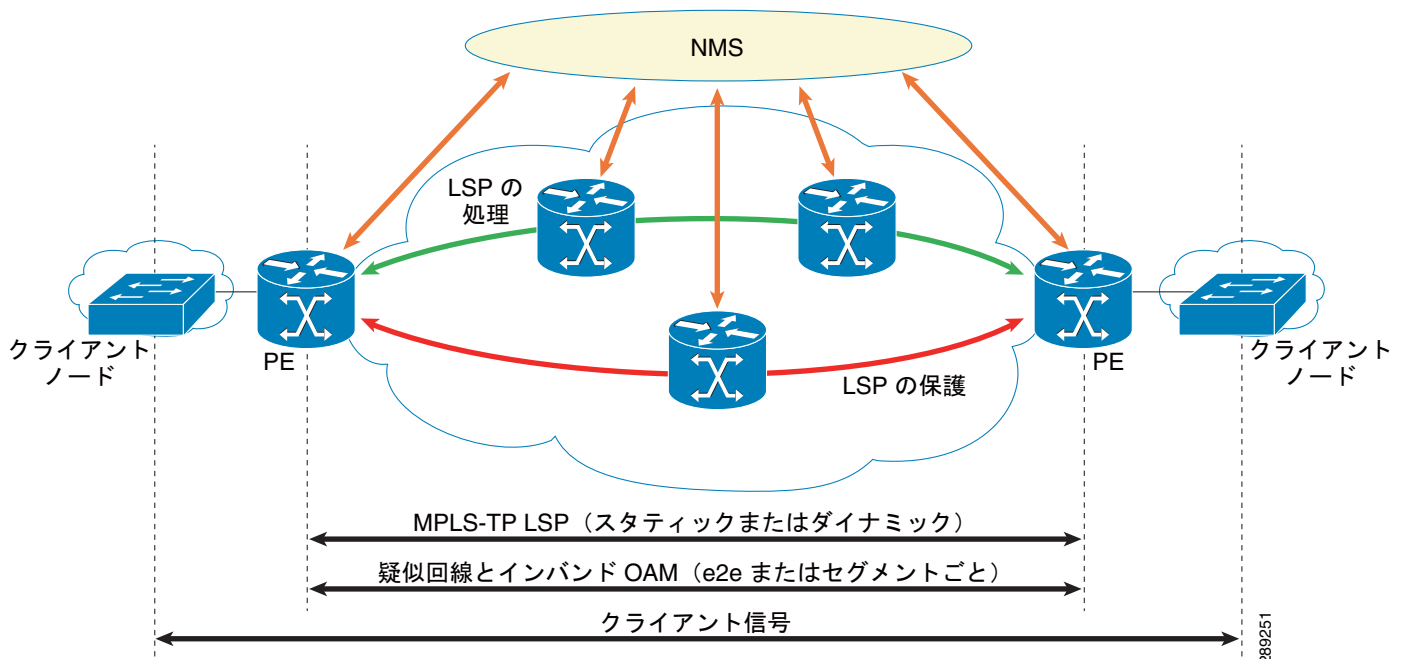 NMS
LSP の
処理
クライアント
ノード
PE
LSP の保護
PE
クライアント
ノード
MPLS-TP LSP（スタティックまたはダイナミック）
疑似回線とインバンド OAM（e2e またはセグメントごと）
クライアント信号
289251